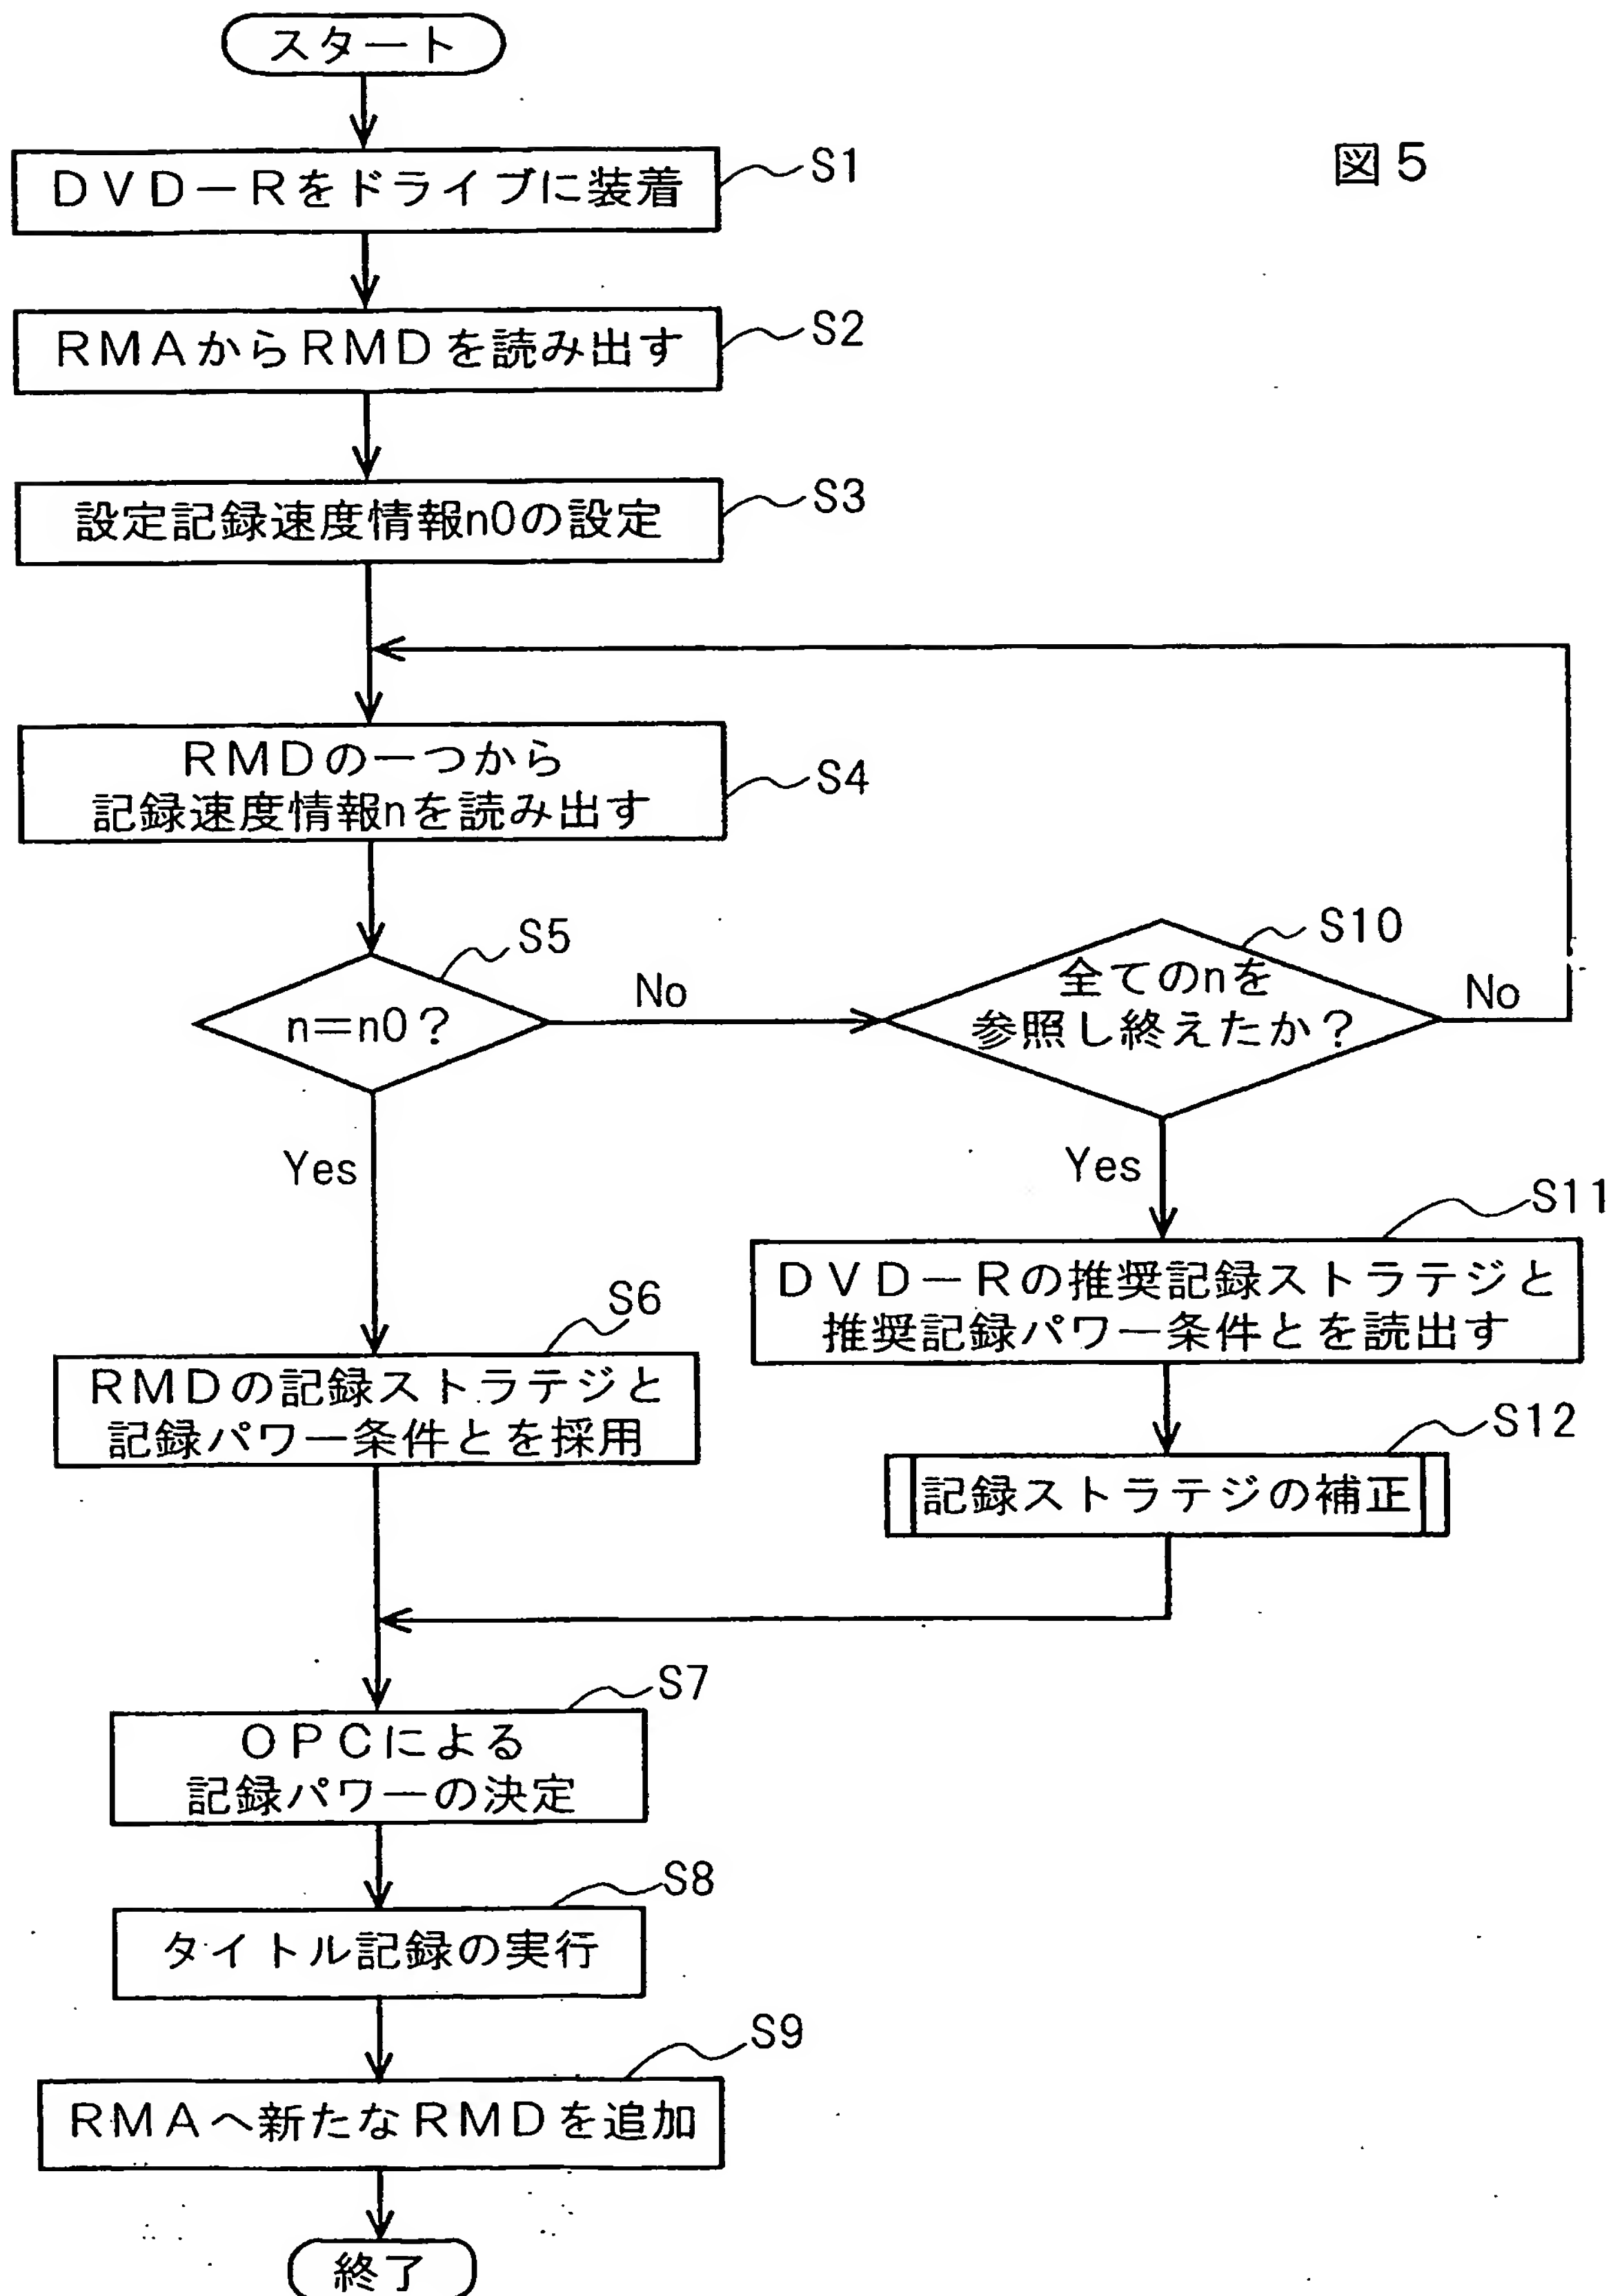 スタート
図5
DVD-RをドライブにS装着
S1
RMAからRMDを読み出す
S2
設定記録速度情報n0の設定
S3
RMDの一つから
記録速度情報nを読み出す
S4
n=n0?
S5
No
全てのnを
参照し終えたか?
S10
No
Yes
Yes
S11
DVD-Rの推奨記録ストラテジと
推奨記録パワー条件とを読出す
S6
RMDの記録ストラテジと
記録パワー条件とを採用
S12
記録ストラテジの補正
S7
OPCによる
記録パワーの決定
S8
タイトル記録の実行
S9
RMAへ新たなRMDを追加
終了